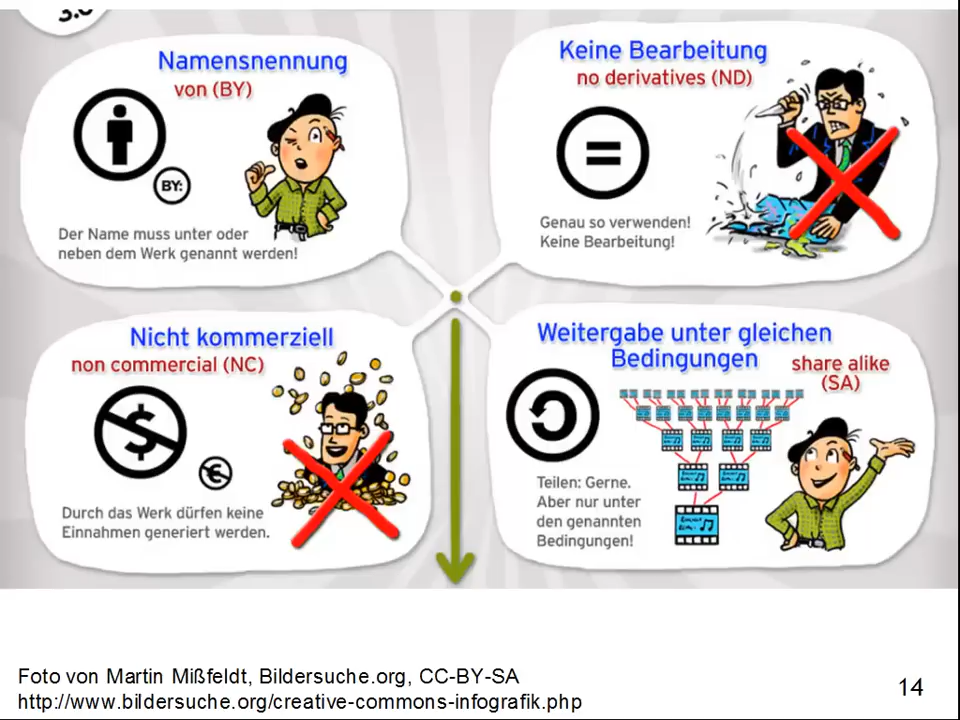 3.0
Namensnennung
von (BY)
BY:
Der Name muss unter oder
neben dem Werk genannt werden!
Keine Bearbeitung
no derivatives (ND)
=
Genau so verwenden!
Keine Bearbeitung!
Nicht kommerziell
non commercial (NC)
$
€
Durch das Werk dürfen keine
Einnahmen generiert werden.
Weitergabe unter gleichen
Bedingungen
share alike
(SA)
Teilen: Gerne.
Aber nur unter
den genannten
Bedingungen!
Foto von Martin Mißfeldt, Bildersuche.org, CC-BY-SA
http://www.bildersuche.org/creative-commons-infografik.php
14